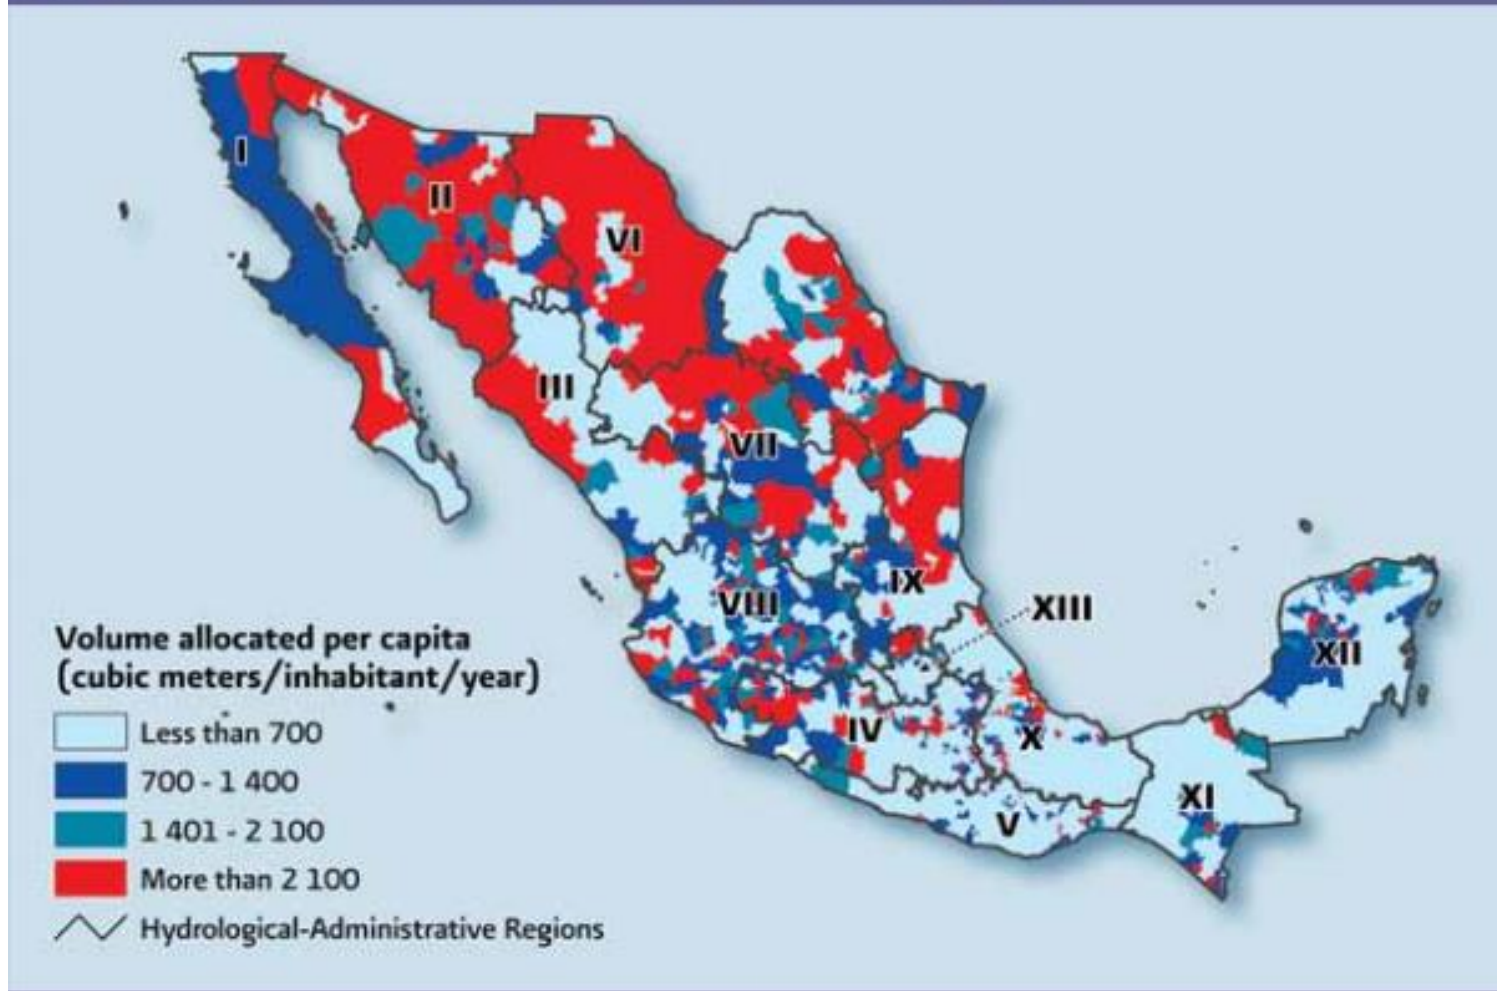 I
II
VI
III
VII
IX
VIII
XIII
XII
IV
X
XI
V
Volume allocated per capita
(cubic meters/inhabitant/year)
Less than 700
700 - 1 400
1 401 - 2 100
More than 2 100
Hydrological-Administrative Regions